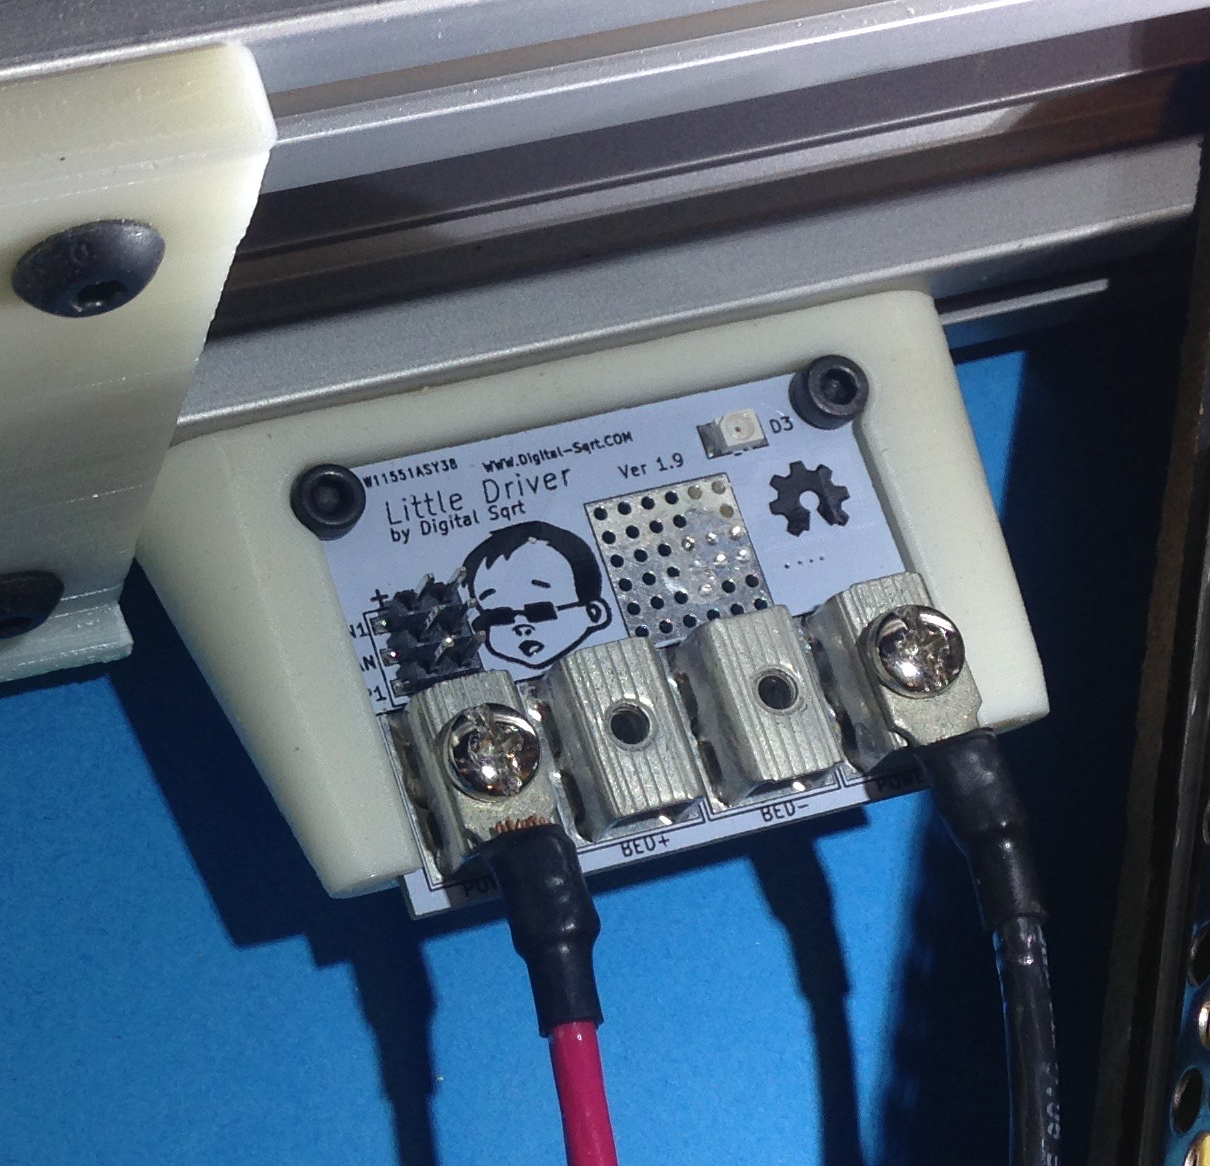 W11551ASY38
WWW.Digital-Sqrt.COM
D3
Little Driver
Ver 1.9
by Digital Sqrt
+
BED+
BED-